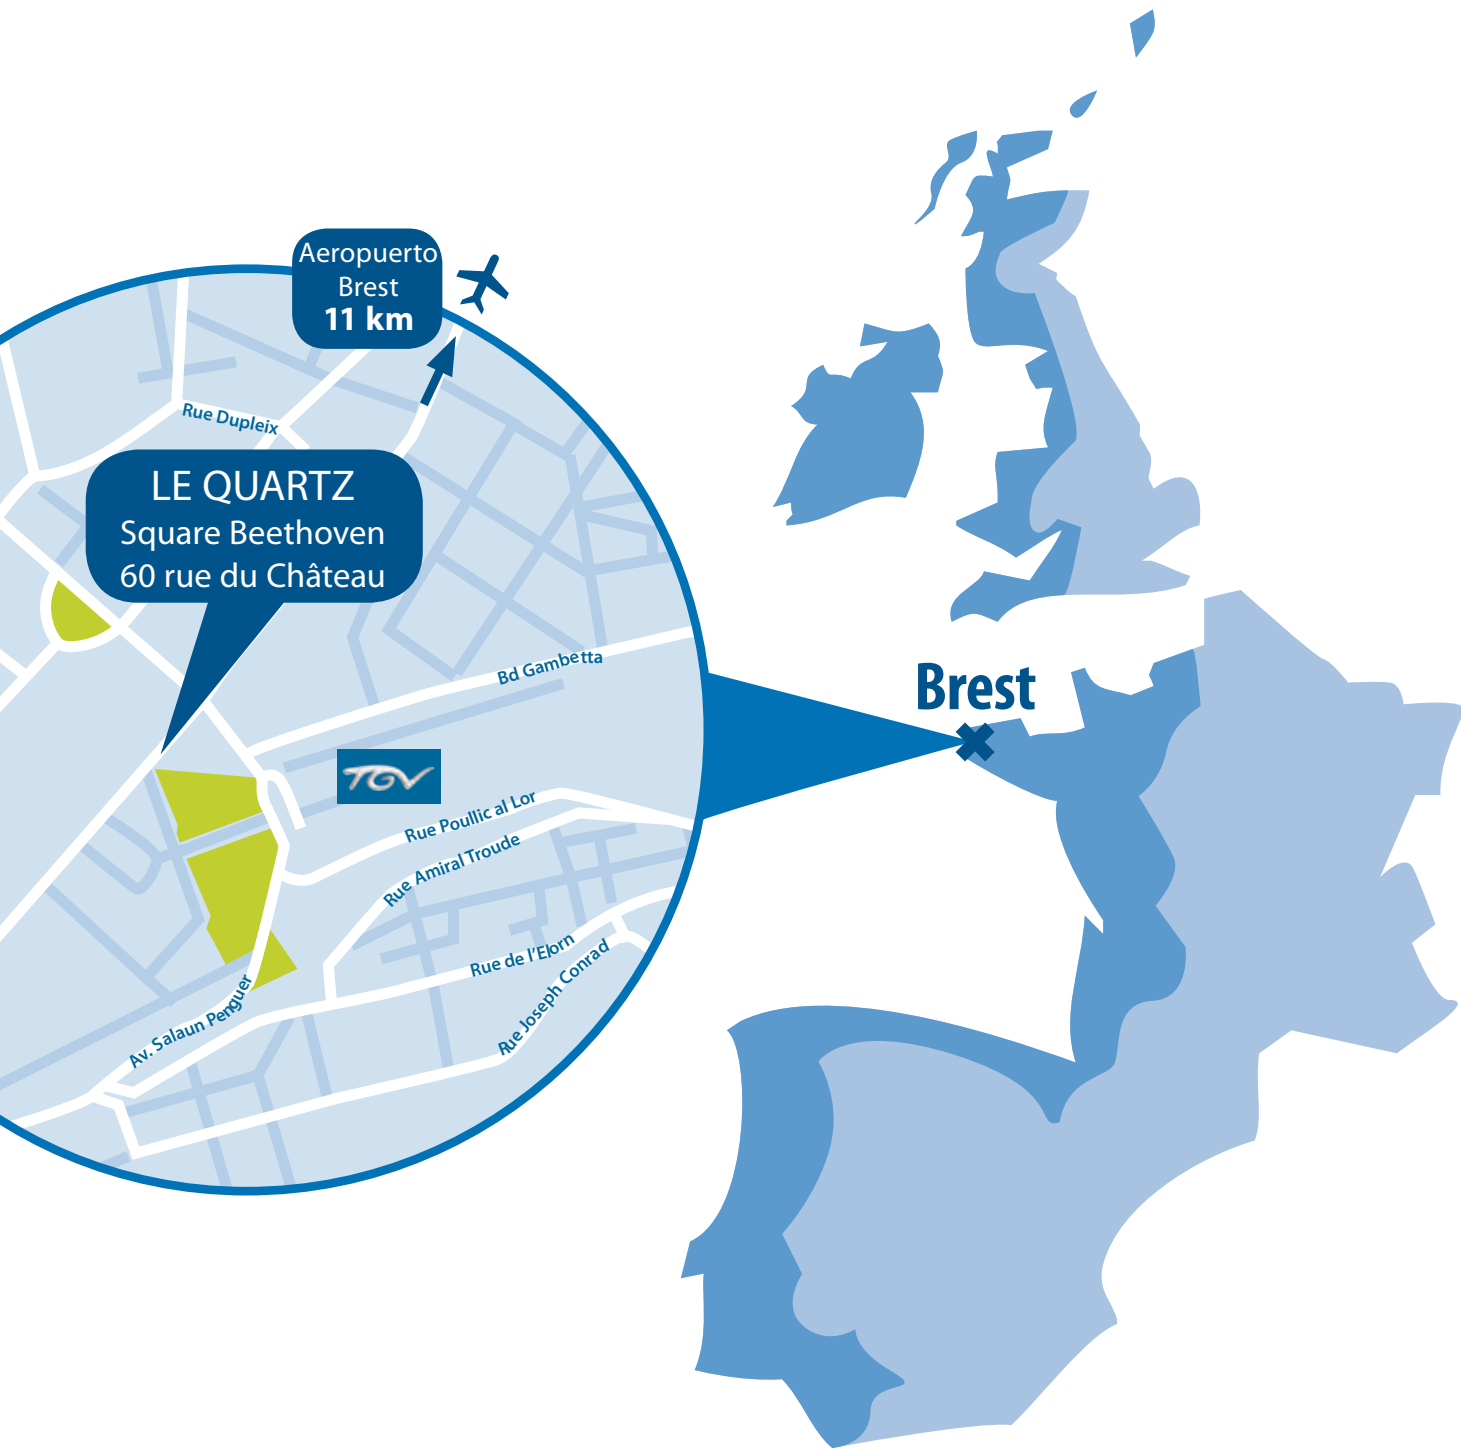 Aeropuerto
Brest
11 km
Rue Dupleix
LE QUARTZ
Square Beethoven
60 rue du Château
Bd Gambetta
Brest
TGV
Rue Poullic al Lor
Rue Amiral Troude
Rue de l'Elorn
Rue Joseph Conrad
Av. Salaun Penguer